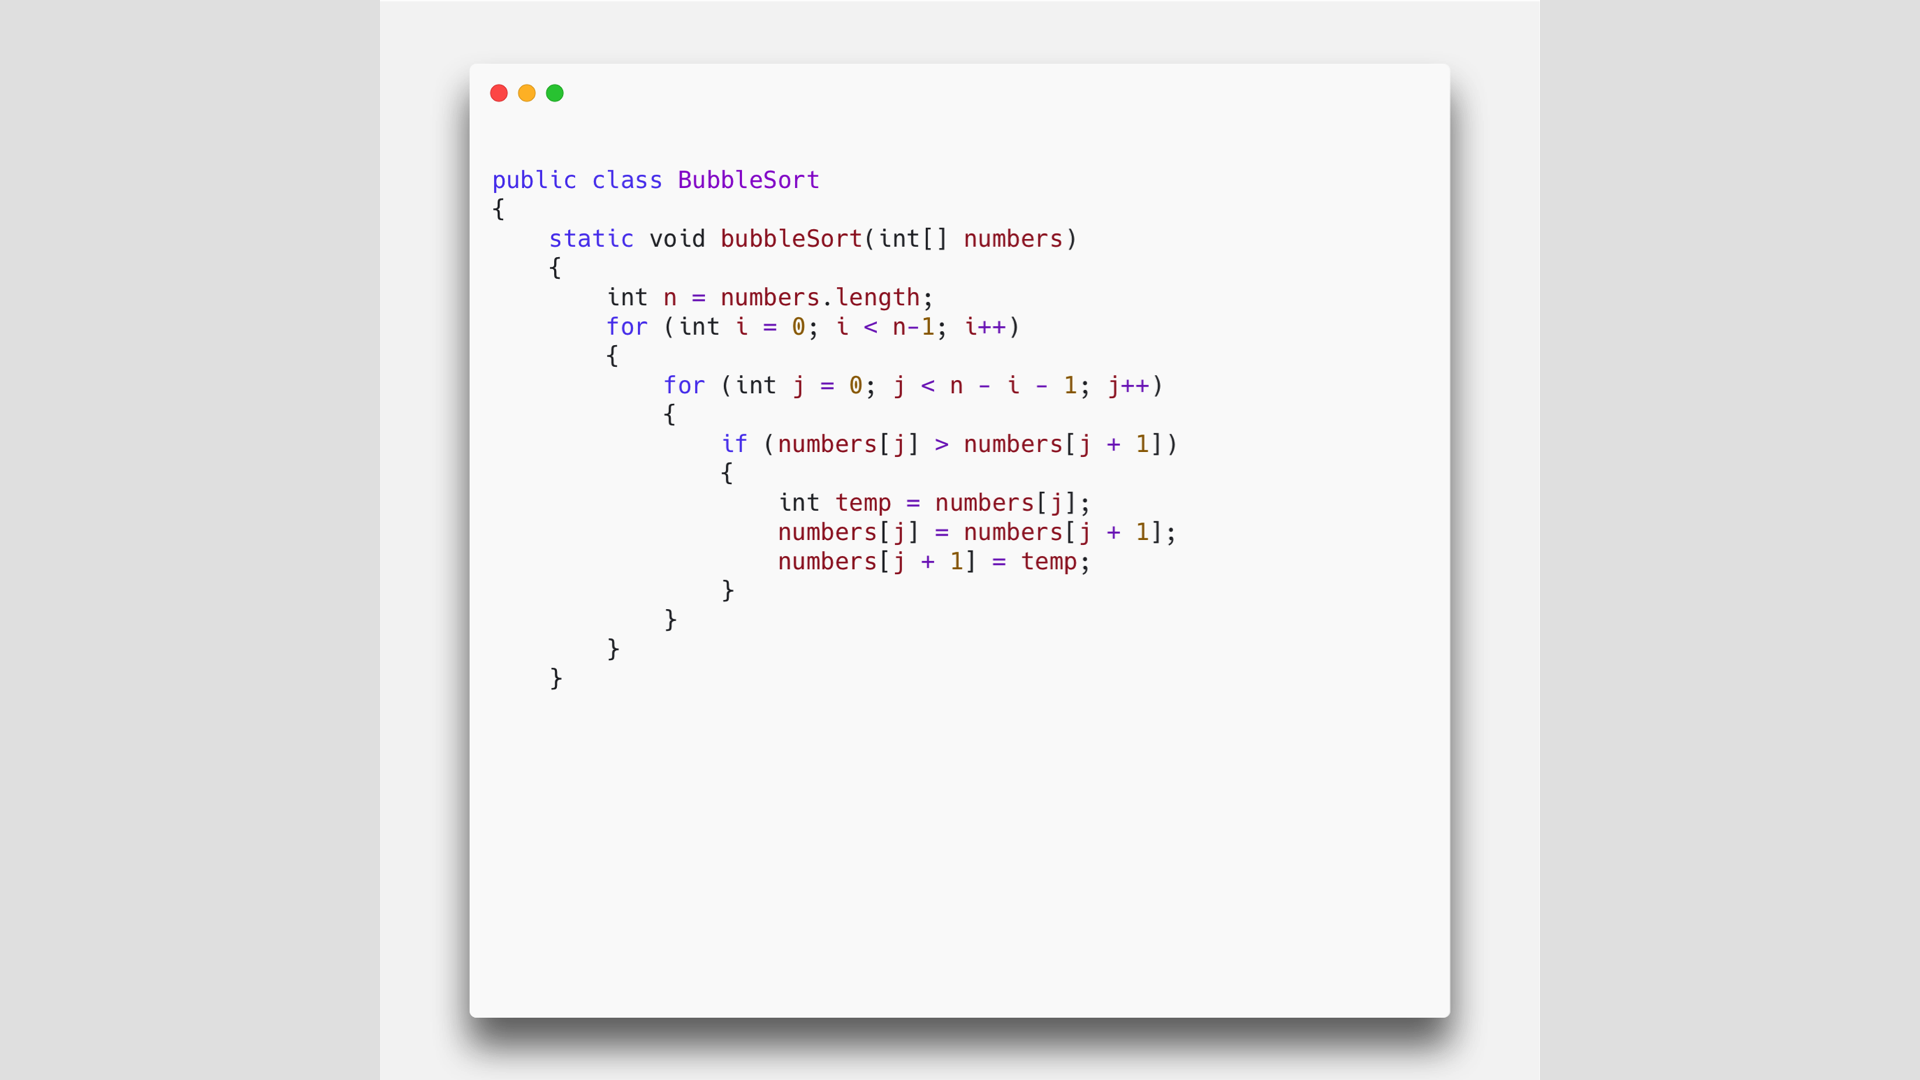 public class BubbleSort
{
    static void bubbleSort(int[] numbers)
    {
        int n = numbers.length;
        for (int i = 0; i < n-1; i++)
        {
            for (int j = 0; j < n - i - 1; j++)
            {
                if (numbers[j] > numbers[j + 1])
                {
                    int temp = numbers[j];
                    numbers[j] = numbers[j + 1];
                    numbers[j + 1] = temp;
                }
            }
        }
    }